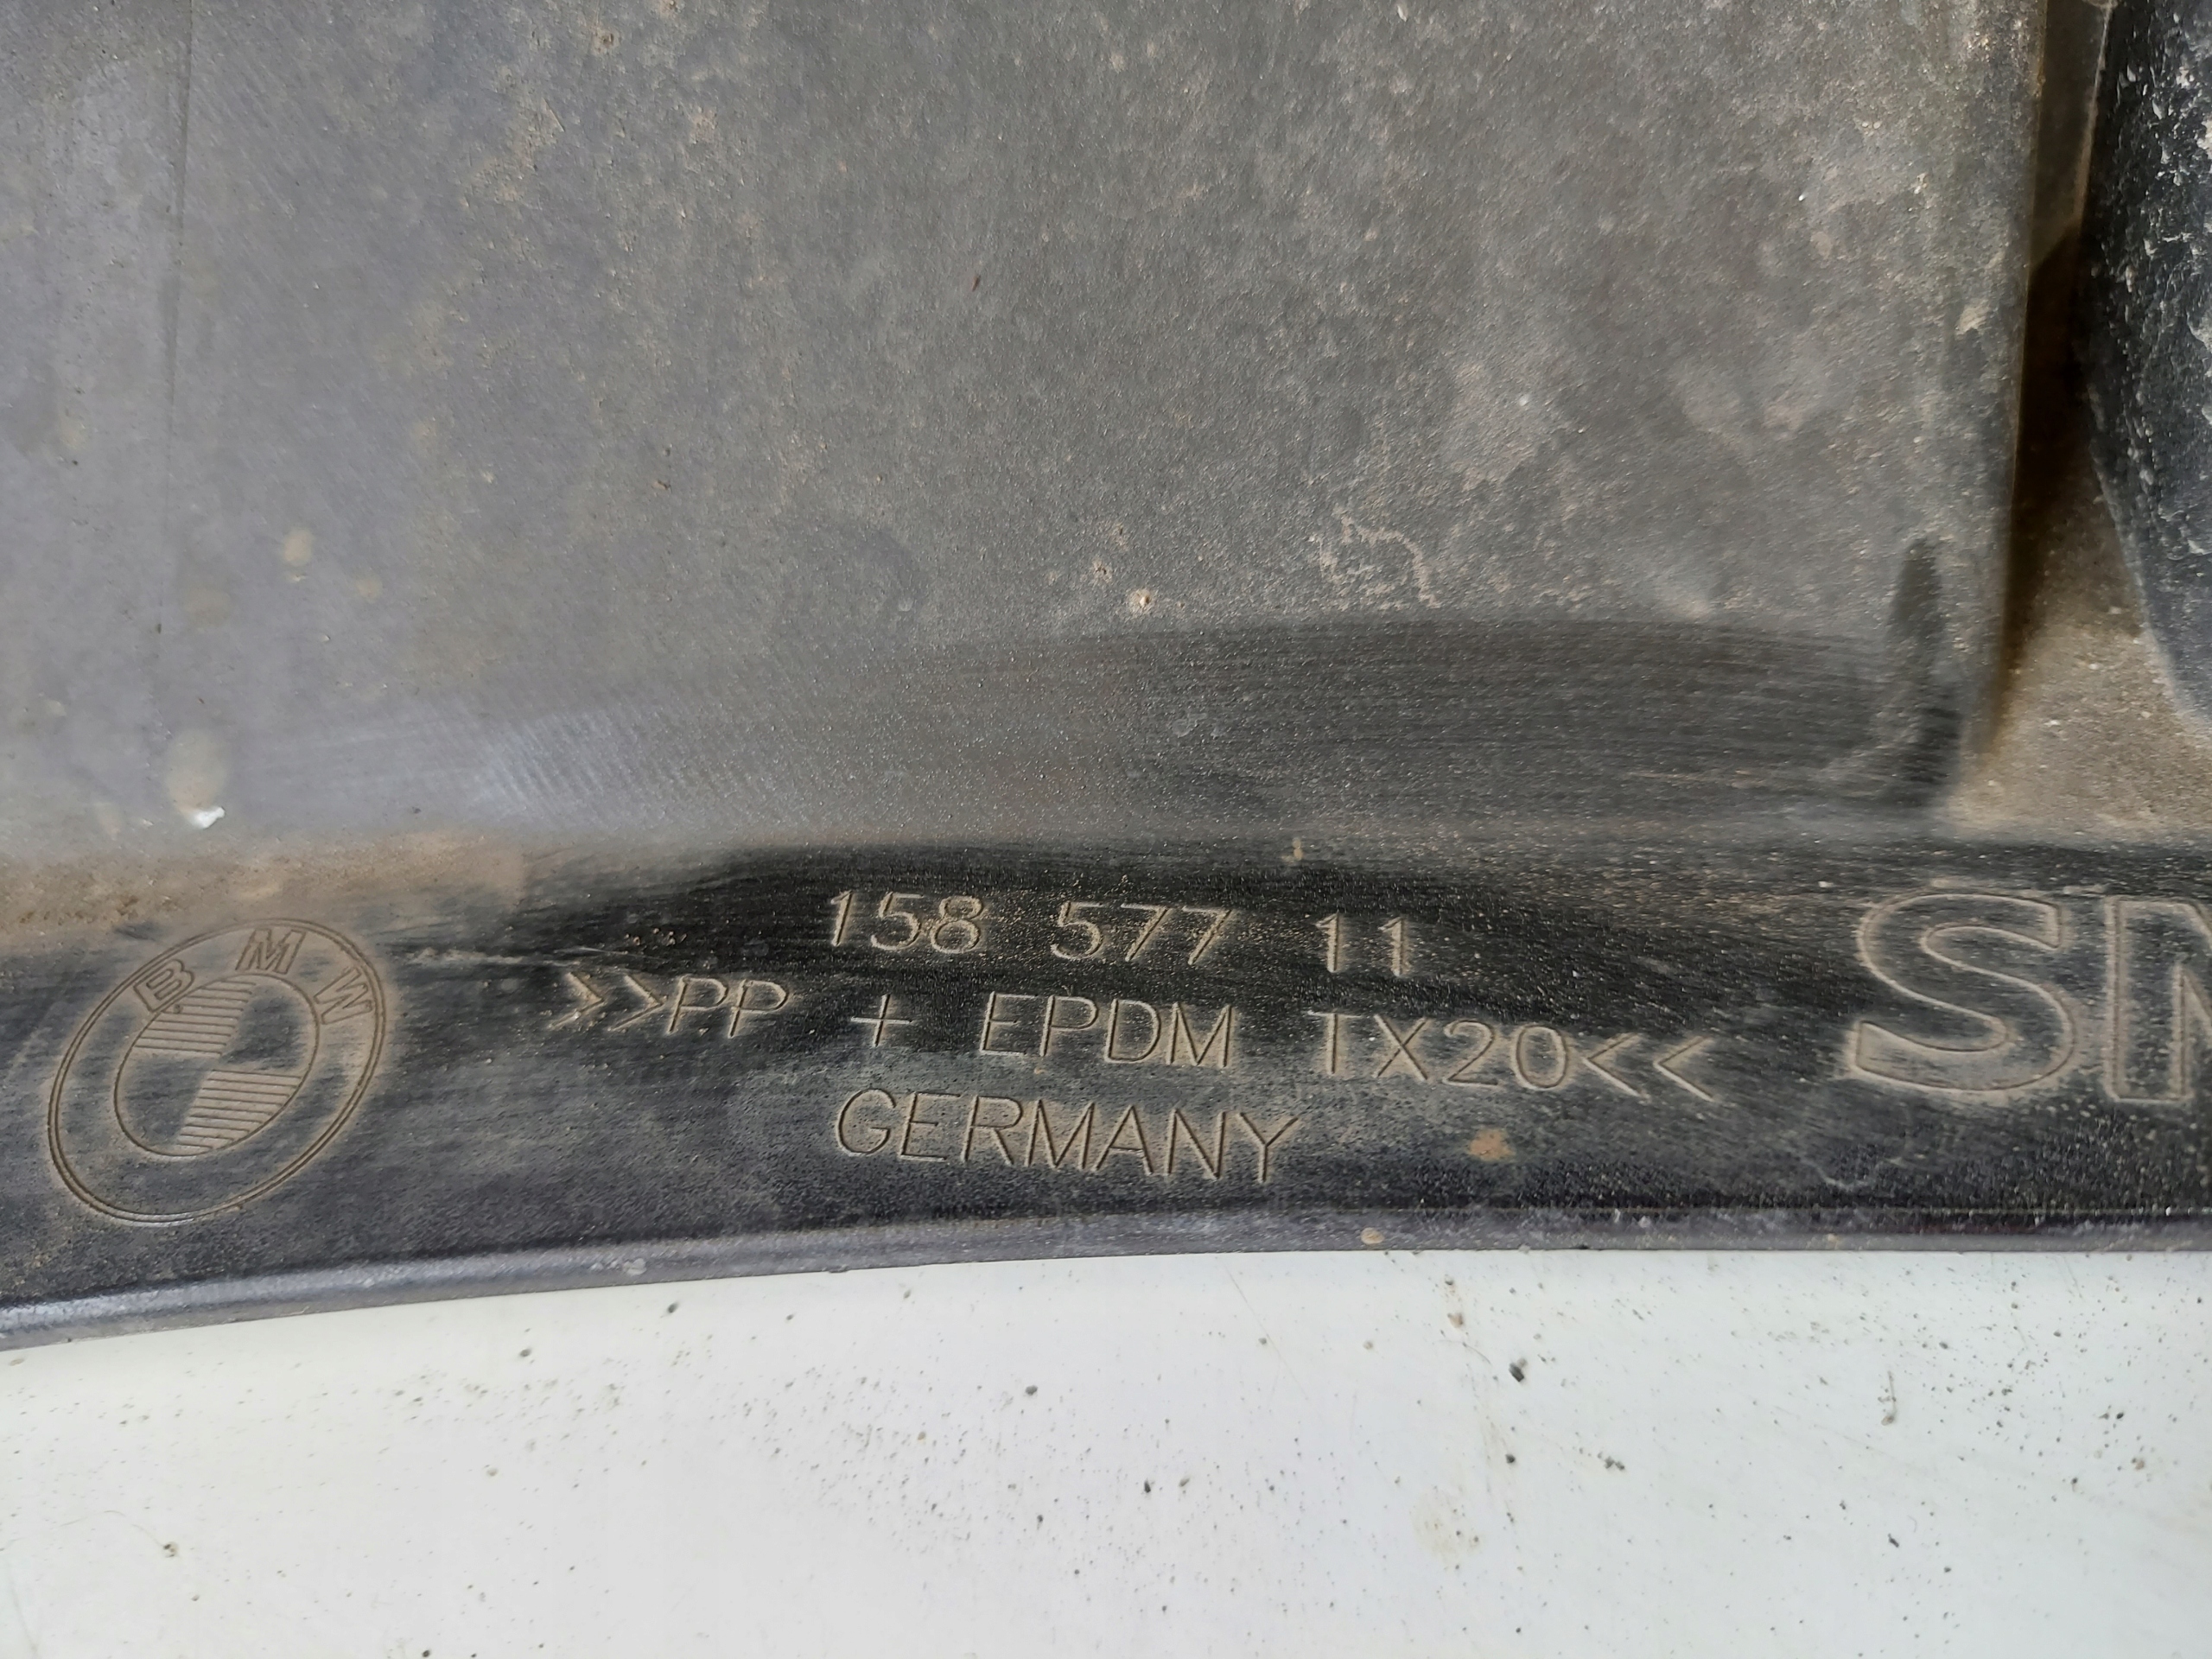 BMW
158 577 11
>>PP + EPDM TX20<<
GERMANY